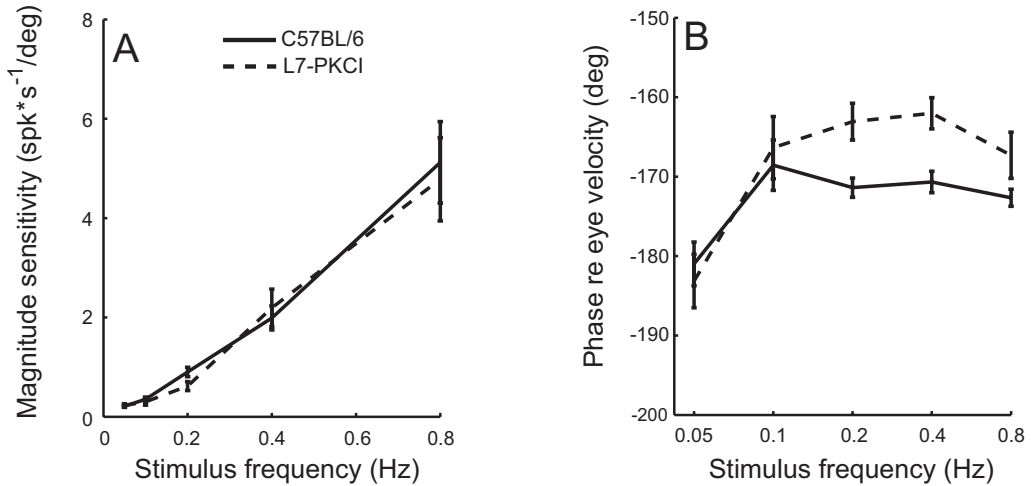 A
C57BL/6
L7-PKCI
Magnitude sensitivity (spk*s⁻¹/deg)
8
6
4
2
0
0 0.2 0.4 0.6 0.8
Stimulus frequency (Hz)
B
Phase re eye velocity (deg)
-150
-160
-170
-180
-190
-200
0.05 0.1 0.2 0.4 0.8
Stimulus frequency (Hz)